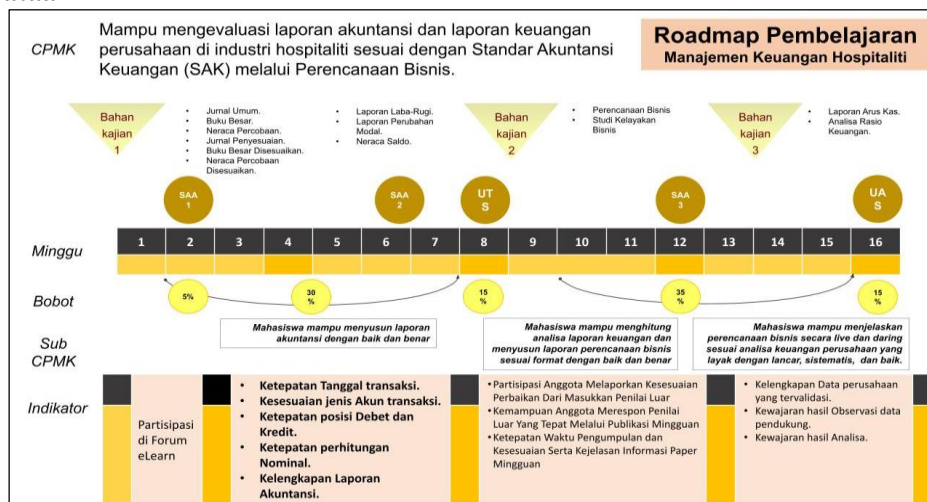 CPMK
Mampu mengevaluasi laporan akuntansi dan laporan keuangan
perusahaan di industri hospitaliti sesuai dengan Standar Akuntansi
Keuangan (SAK) melalui Perencanaan Bisnis.
Roadmap Pembelajaran
Manajemen Keuangan Hospitaliti
Bahan
kajian
1
• Jurnal Umum.
• Buku Besar.
• Neraca Percobaan.
• Jurnal Penyesuaian.
• Buku Besar Disesuaikan.
• Neraca Percobaan
Disesuaikan.
• Laporan Laba-Rugi.
• Laporan Perubahan
Modal.
• Neraca Saldo.
Bahan
kajian
2
• Perencanaan Bisnis
• Studi Kelayakan
Bisnis
Bahan
kajian
3
• Laporan Arus Kas.
• Analisa Rasio
Keuangan.
SAA
1
SAA
2
UT
S
SAA
3
UA
S
Minggu
1 2 3 4 5 6 7 8 9 10 11 12 13 14 15 16
Bobot
5%
30
%
15
%
35
%
15
%
Sub
CPMK
Mahasiswa mampu menyusun laporan
akuntansi dengan baik dan benar
Mahasiswa mampu menghitung
analisa laporan keuangan dan
menyusun laporan perencanaan bisnis
sesuai format dengan baik dan benar
Mahasiswa mampu menjelaskan
perencanaan bisnis secara live dan daring
sesuai analisa keuangan perusahaan yang
layak dengan lancar, sistematis, dan baik.
Indikator
Partisipasi
di Forum
eLearn
• Ketepatan Tanggal transaksi.
• Kesesuaian jenis Akun transaksi.
• Ketepatan posisi Debet dan
Kredit.
• Ketepatan perhitungan
Nominal.
• Kelengkapan Laporan
Akuntansi.
•Partisipasi Anggota Melaporkan Kesesuaian
Perbaikan Dari Masukkan Penilai Luar
•Kemampuan Anggota Merespon Penilai
Luar Yang Tepat Melalui Publikasi Mingguan
•Ketepatan Waktu Pengumpulan dan
Kesesuaian Serta Kejelasan Informasi Paper
Mingguan
• Kelengkapan Data perusahaan
yang tervalidasi.
• Kewajaran hasil Observasi data
pendukung.
• Kewajaran hasil Analisa.